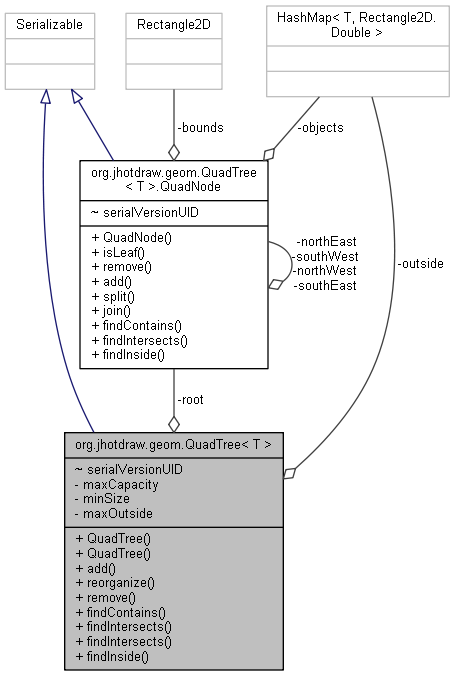 Serializable
Rectangle2D
HashMap< T, Rectangle2D.
Double >
-bounds
-objects
org.jhotdraw.geom.QuadTree
< T >.QuadNode
~ serialVersionUID
+ QuadNode()
+ isLeaf()
+ remove()
+ add()
+ split()
+ join()
+ findContains()
+ findIntersects()
+ findInside()
-northEast
-southWest
-northWest
-southEast
-outside
-root
org.jhotdraw.geom.QuadTree< T >
~ serialVersionUID
- maxCapacity
- minSize
- maxOutside
+ QuadTree()
+ QuadTree()
+ add()
+ reorganize()
+ remove()
+ findContains()
+ findIntersects()
+ findIntersects()
+ findInside()